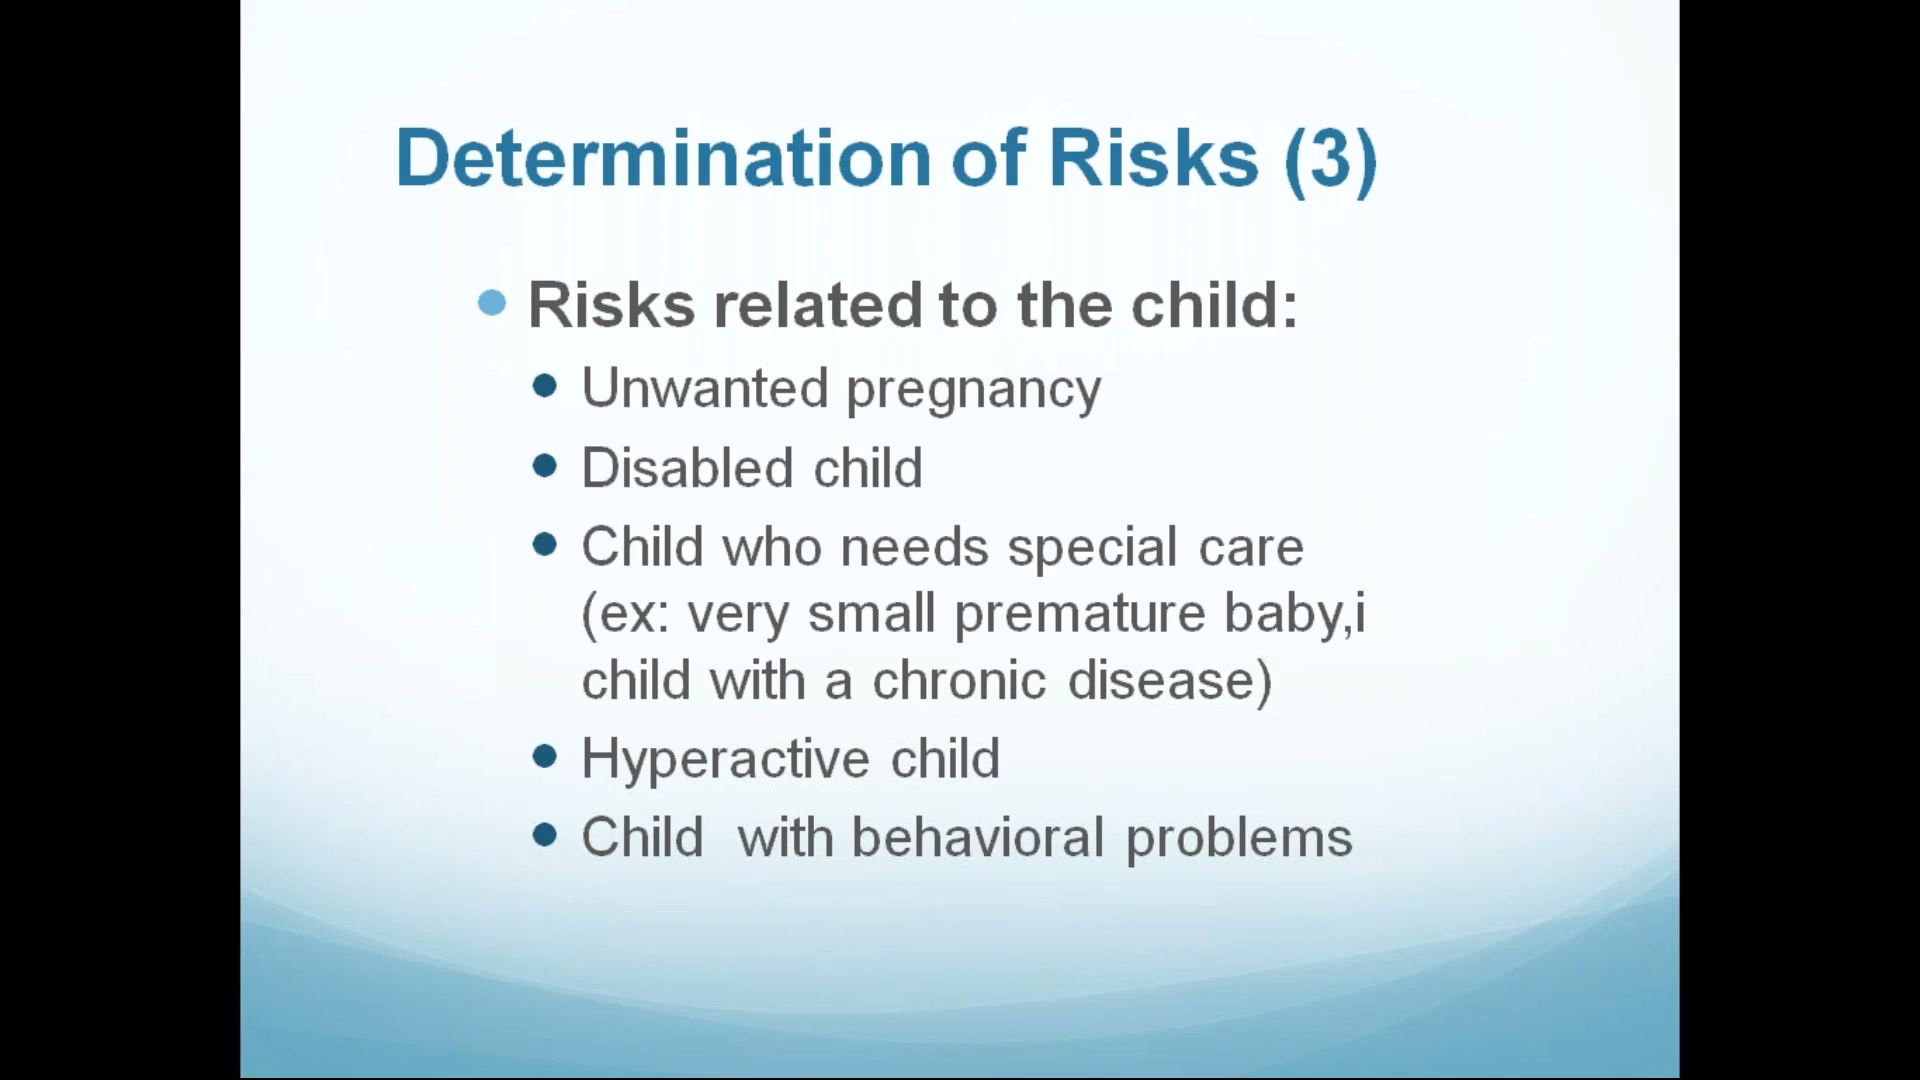 Determination of Risks (3)
Risks related to the child:
Unwanted pregnancy
Disabled child
Child who needs special care
(ex: very small premature baby,i
child with a chronic disease)
Hyperactive child
Child  with behavioral problems